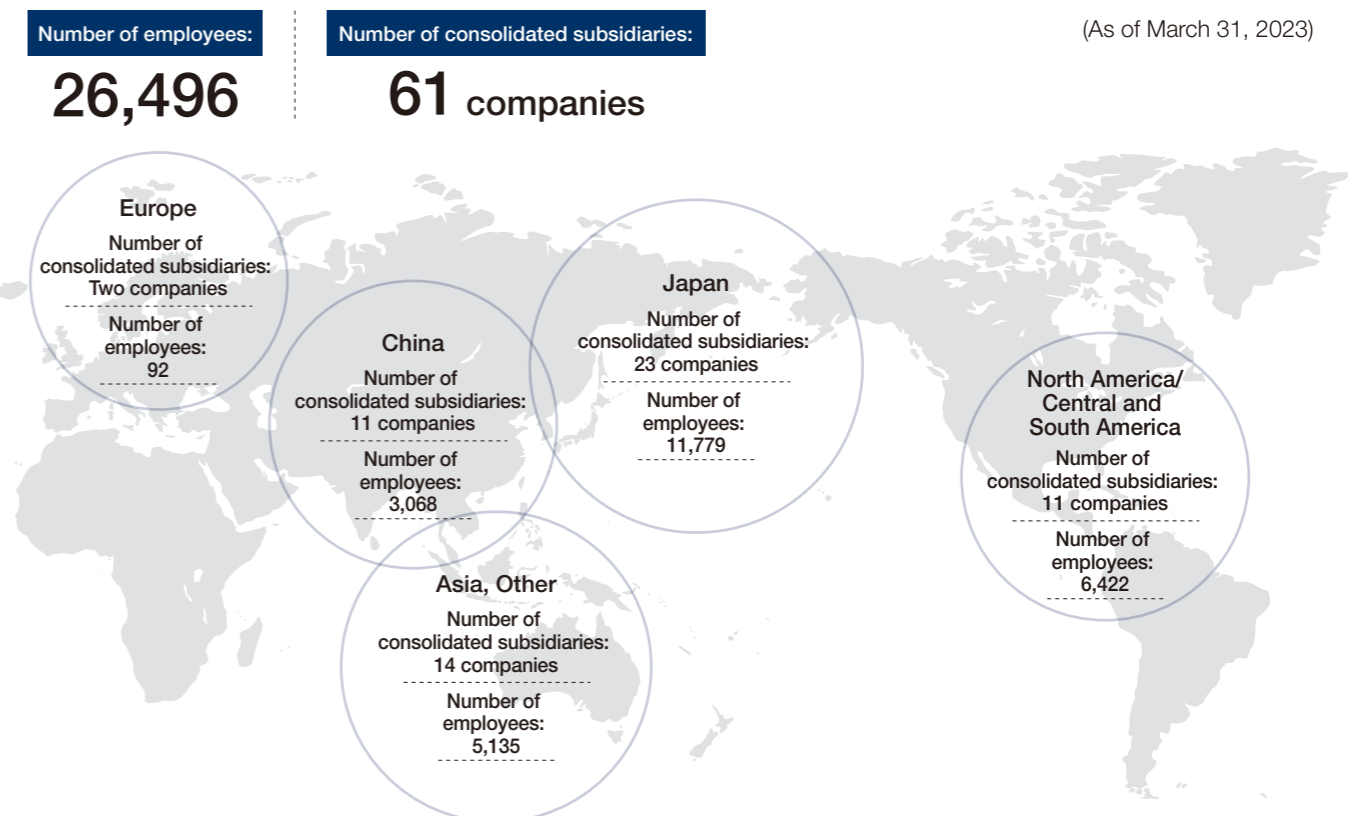 Number of employees:
26,496
Number of consolidated subsidiaries:
61 companies
(As of March 31, 2023)
Europe
Number of
consolidated subsidiaries:
Two companies
Number of
employees:
92
China
Number of
consolidated subsidiaries:
11 companies
Number of
employees:
3,068
Japan
Number of
consolidated subsidiaries:
23 companies
Number of
employees:
11,779
North America/
Central and
South America
Number of
consolidated subsidiaries:
11 companies
Number of
employees:
6,422
Asia, Other
Number of
consolidated subsidiaries:
14 companies
Number of
employees:
5,135